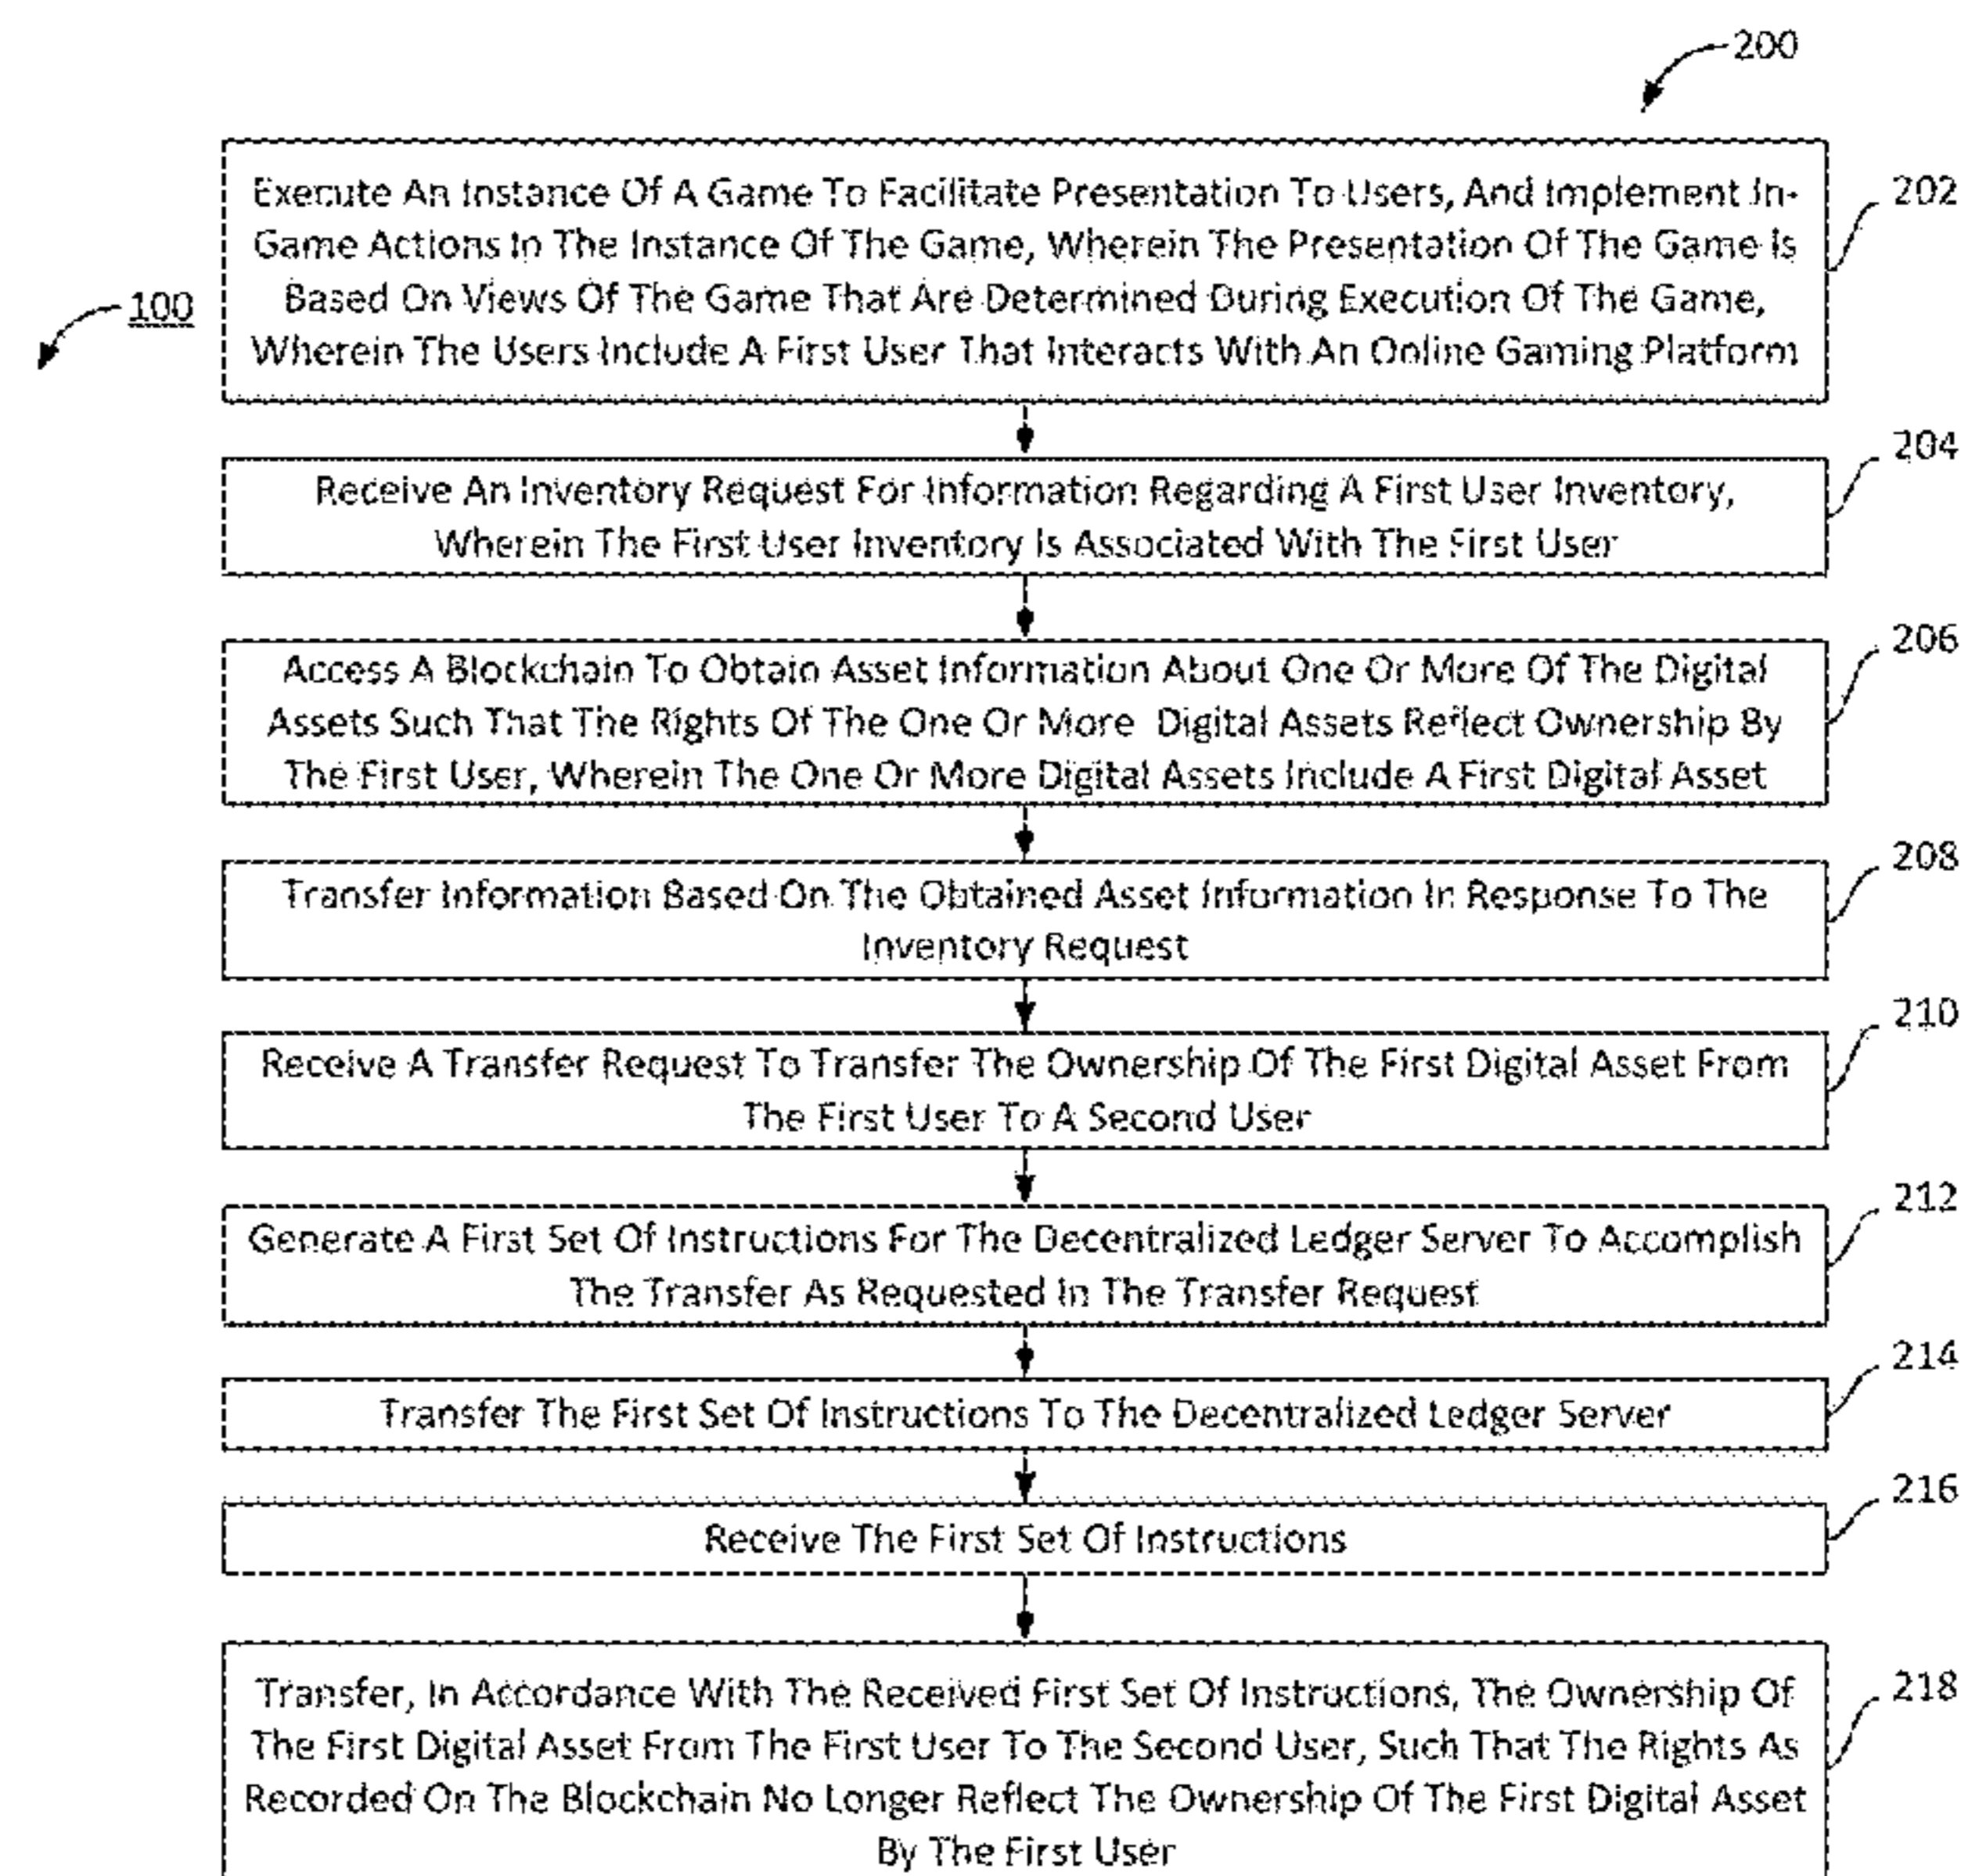 200
100
Execute An Instance Of A Game To Facilitate Presentation To Users, And Implement In-
Game Actions In The Instance Of The Game, Wherein The Presentation Of The Game Is
Based On Views Of The Game That Are Determined During Execution Of The Game,
Wherein The Users Include A First User That Interacts With An Online Gaming Platform
202
Receive An Inventory Request For Information Regarding A First User Inventory,
Wherein The First User Inventory Is Associated With The First User
204
Access A Blockchain To Obtain Asset Information About One Or More Of The Digital
Assets Such That The Rights Of The One Or More Digital Assets Reflect Ownership By
The First User, Wherein The One Or More Digital Assets Include A First Digital Asset
206
Transfer Information Based On The Obtained Asset Information In Response To The
Inventory Request
208
Receive A Transfer Request To Transfer The Ownership Of The First Digital Asset From
The First User To A Second User
210
Generate A First Set Of Instructions For The Decentralized Ledger Server To Accomplish
The Transfer As Requested In The Transfer Request
212
Transfer The First Set Of Instructions To The Decentralized Ledger Server
214
Receive The First Set Of Instructions
216
Transfer, In Accordance With The Received First Set Of Instructions, The Ownership Of
The First Digital Asset From The First User To The Second User, Such That The Rights As
Recorded On The Blockchain No Longer Reflect The Ownership Of The First Digital Asset
By The First User
218